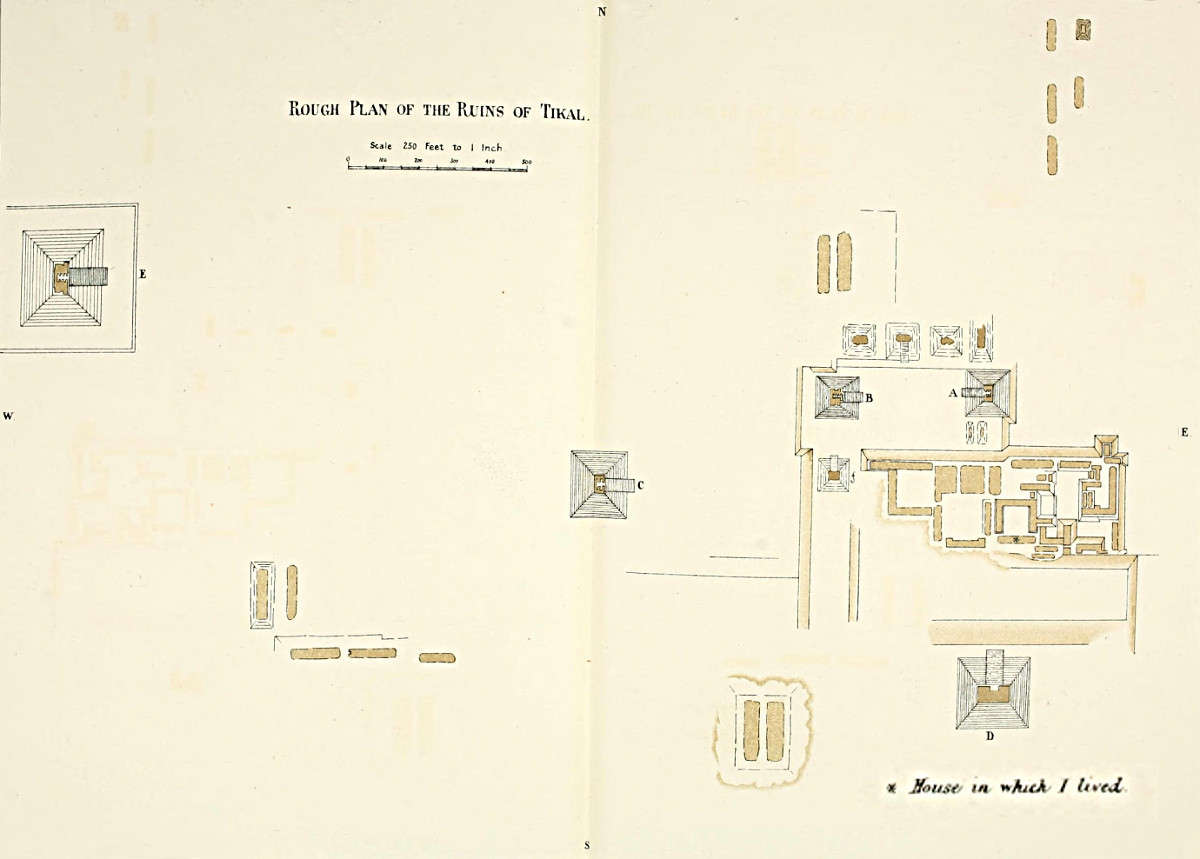 N
ROUGH PLAN OF THE RUINS OF TIKAL.
Scale 250 Feet to 1 Inch
0 100 200 300 400 500
E
B
A
W.
E
C
D
* House in which I lived.
S